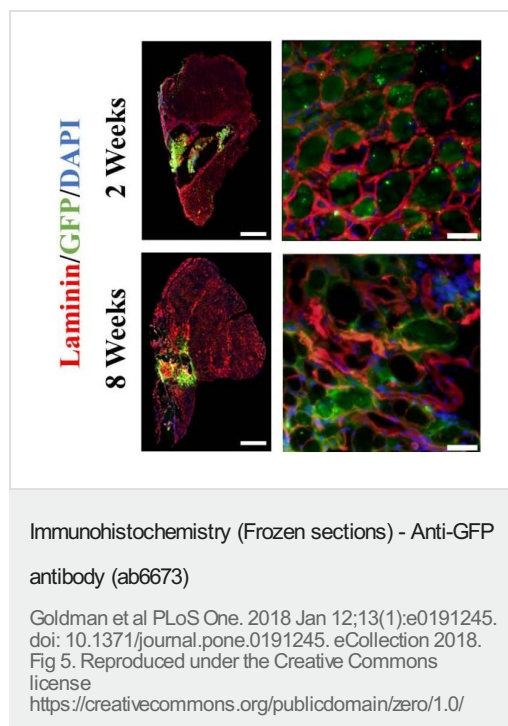 Laminin/GFP/DAPI
2 Weeks
8 Weeks
Immunohistochemistry (Frozen sections) - Anti-GFP
antibody (ab6673)
Goldman et al PLoS One. 2018 Jan 12;13(1):e0191245.
doi: 10.1371/journal.pone.0191245. eCollection 2018.
Fig 5. Reproduced under the Creative Commons
license
https://creativecommons.org/publicdomain/zero/1.0/